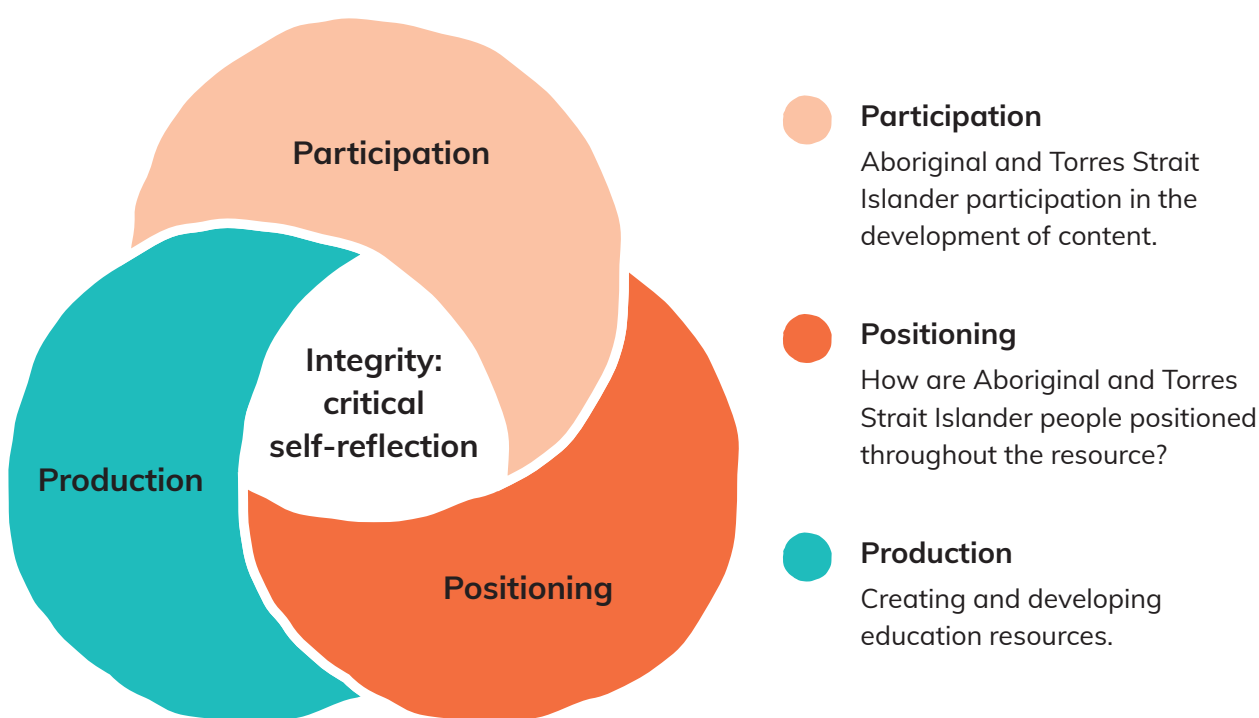 Participation
Integrity:
critical
self-reflection
Production
Positioning
Participation
Aboriginal and Torres Strait
Islander participation in the
development of content.
Positioning
How are Aboriginal and Torres
Strait Islander people positioned
throughout the resource?
Production
Creating and developing
education resources.